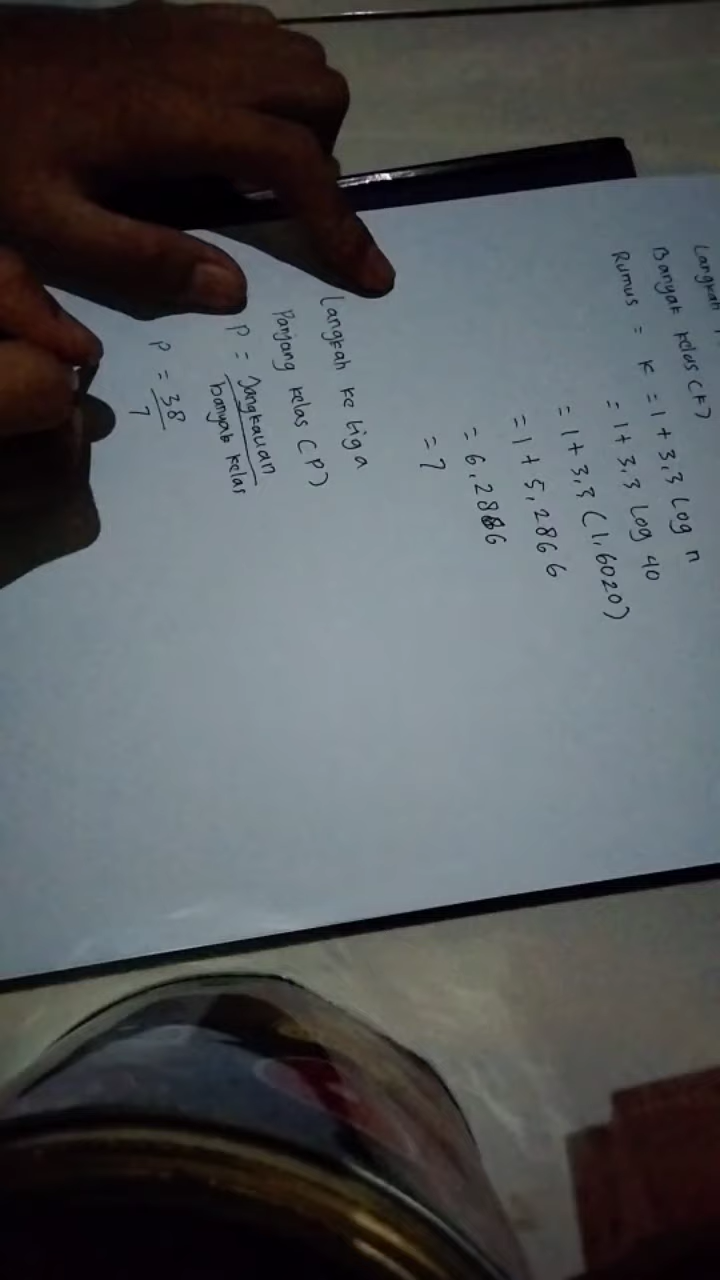 Langkah
Banyak kelas (k)
Rumus = K = 1 + 3,3 Log n
= 1 + 3,3 Log 40
= 1 + 3,3 (1,6020)
= 1 + 5,2866
= 6,2866
= 7
Langkah ke tiga
Panjang kelas (P)
P = Jangkauan
banyak kelas
P = 38
7